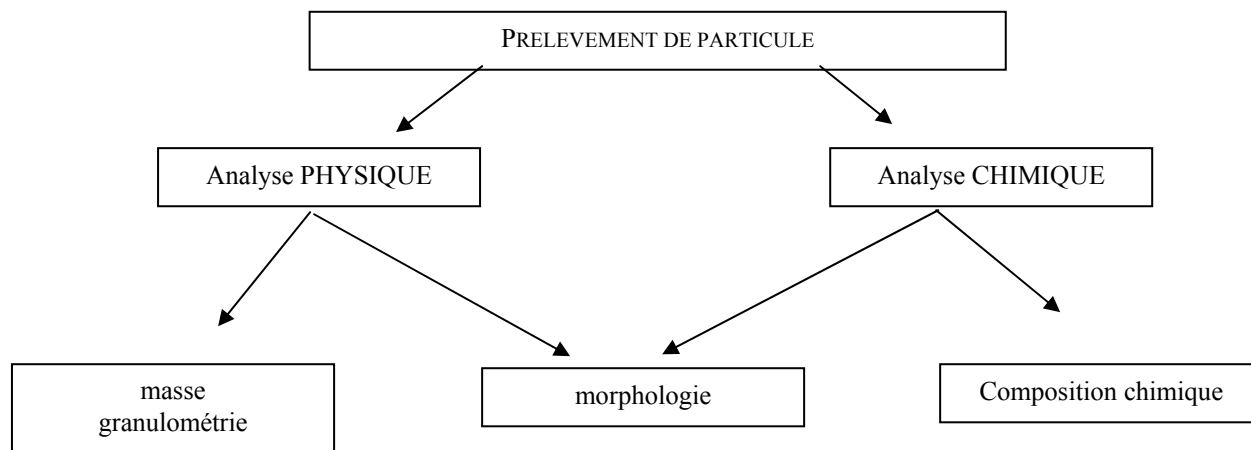 PRELEVEMENT DE PARTICULE
Analyse PHYSIQUE
Analyse CHIMIQUE
masse
granulométrie
morphologie
Composition chimique